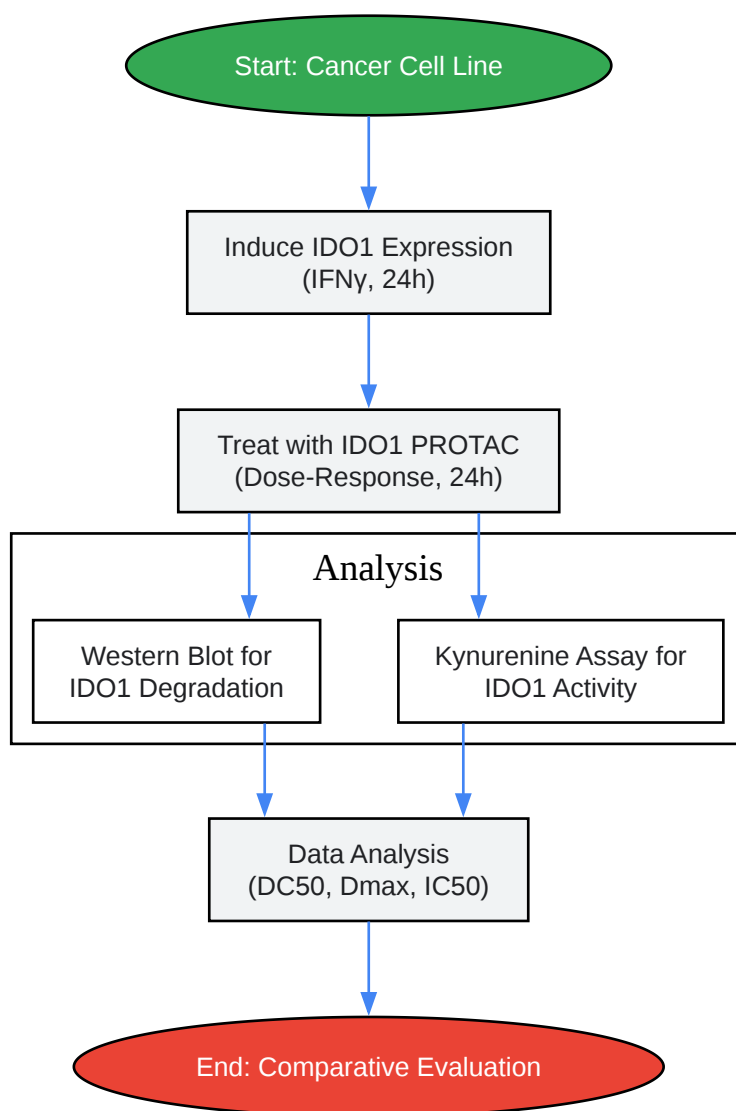 Start: Cancer Cell Line
Induce IDO1 Expression
(IFNγ, 24h)
Treat with IDO1 PROTAC
(Dose-Response, 24h)
Analysis
Western Blot for
IDO1 Degradation
Kynurenine Assay for
IDO1 Activity
Data Analysis
(DC50, Dmax, IC50)
End: Comparative Evaluation